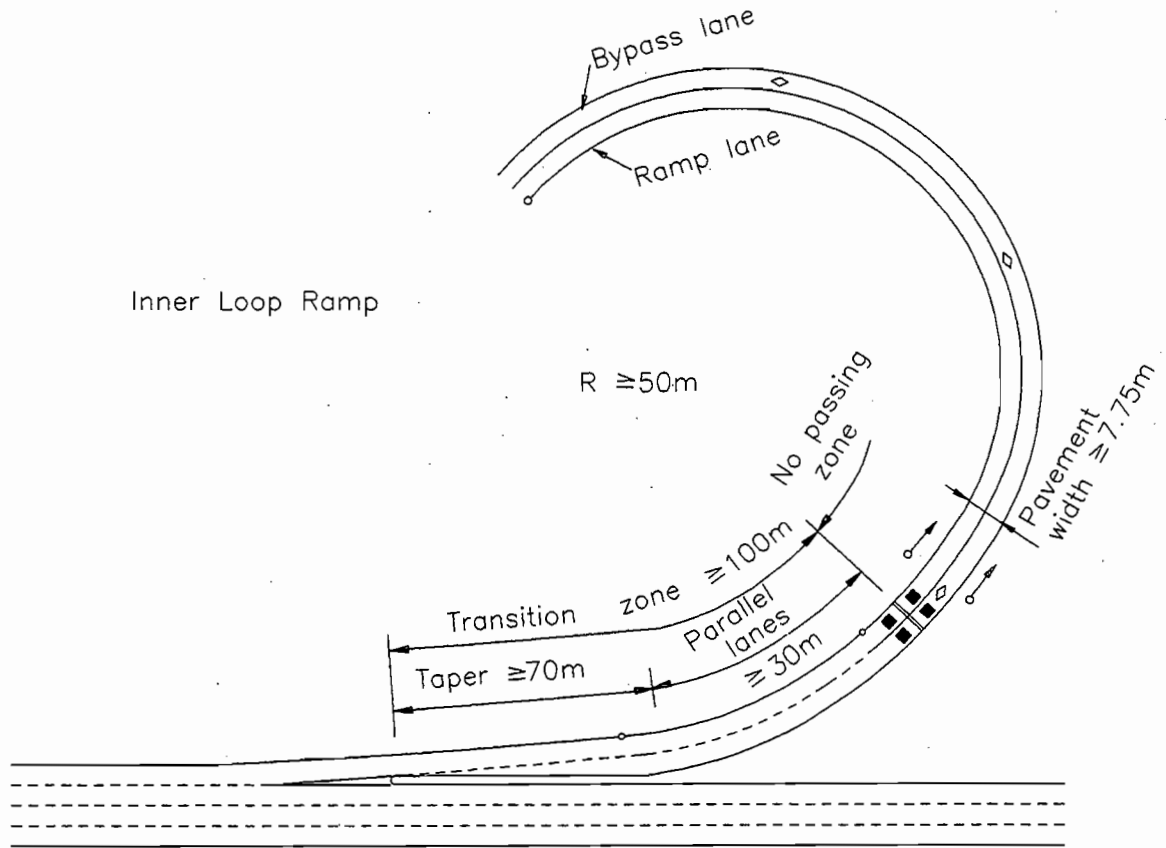 Bypass lane
Ramp lane
Inner Loop Ramp
R ≧50m
No passing
zone
Pavement
width ≧7.75m
Transition zone ≧100m
Parallel
lanes
≧30m
Taper ≧70m